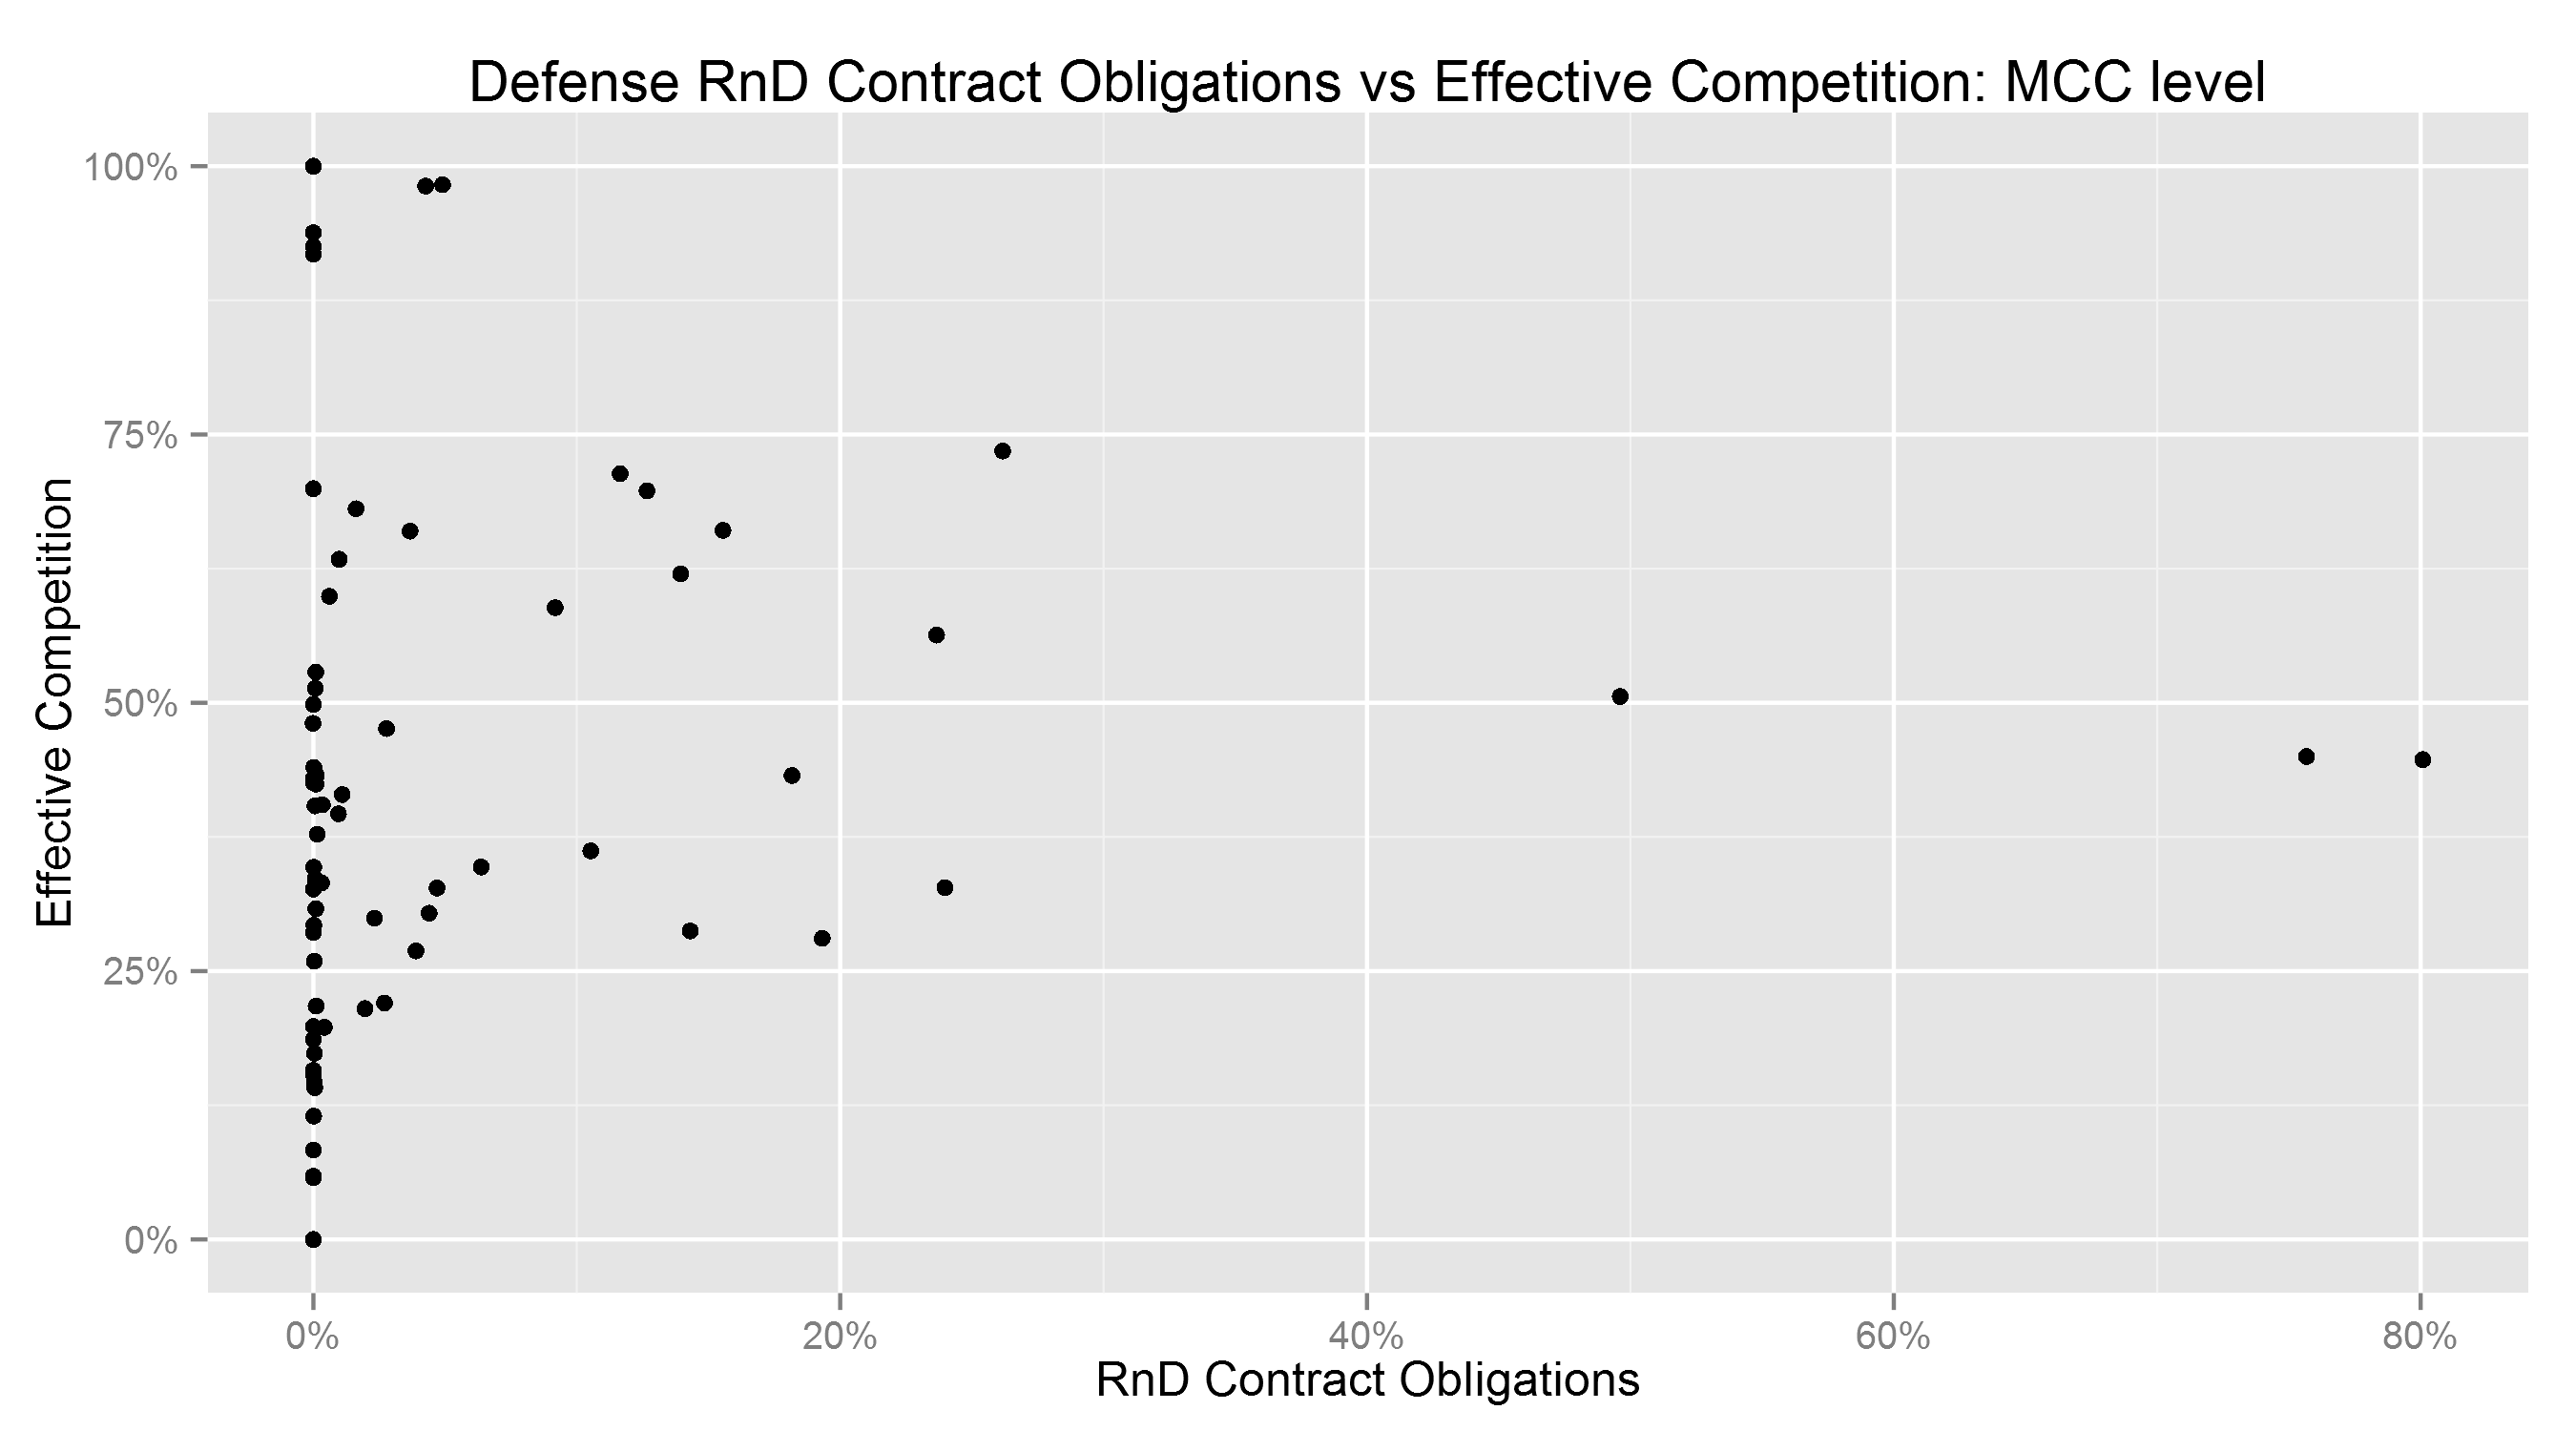 Defense RnD Contract Obligations vs Effective Competition: MCC level
Effective Competition
100%
75%
50%
25%
0%
0% 20% 40% 60% 80%
RnD Contract Obligations